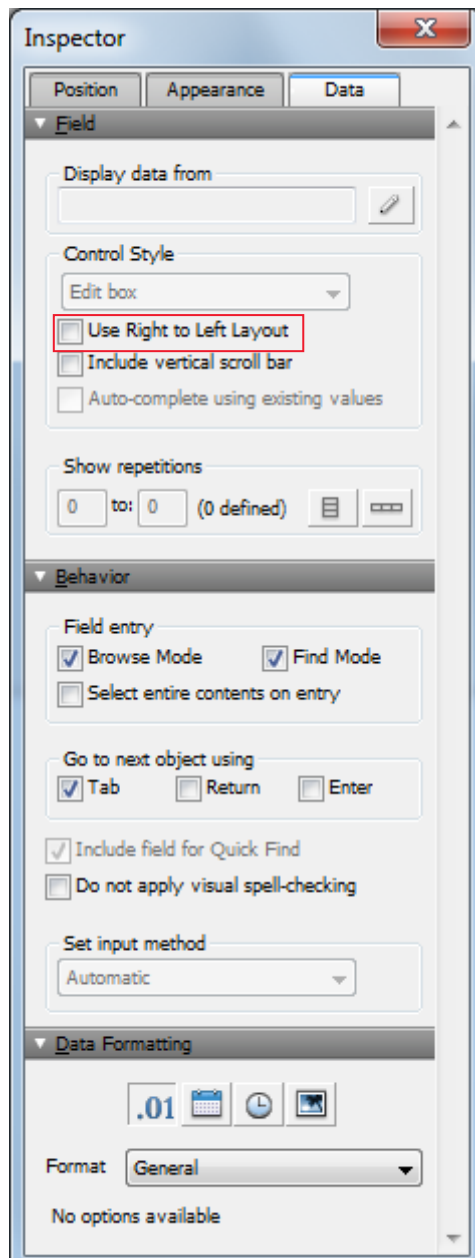 Inspector
Position Appearance Data
Field
Display data from
Control Style
Edit box
Use Right to Left Layout
Include vertical scroll bar
Auto-complete using existing values
Show repetitions
0 to: 0 (0 defined)
Behavior
Field entry
Browse Mode Find Mode
Select entire contents on entry
Go to next object using
Tab Return Enter
Include field for Quick Find
Do not apply visual spell-checking
Set input method
Automatic
Data Formatting
.01
Format General
No options available